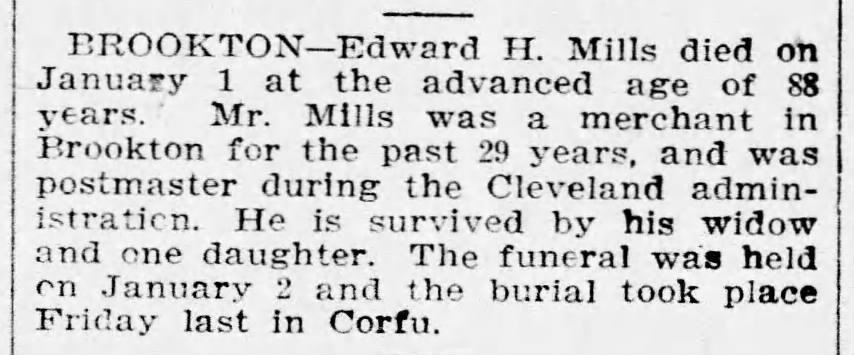 BROOKTON—Edward H. Mills died on
January 1 at the advanced age of 88
years. Mr. Mills was a merchant in
Brookton for the past 29 years, and was
postmaster during the Cleveland admin-
istration. He is survived by his widow
and one daughter. The funeral was held
on January 2 and the burial took place
Friday last in Corfu.